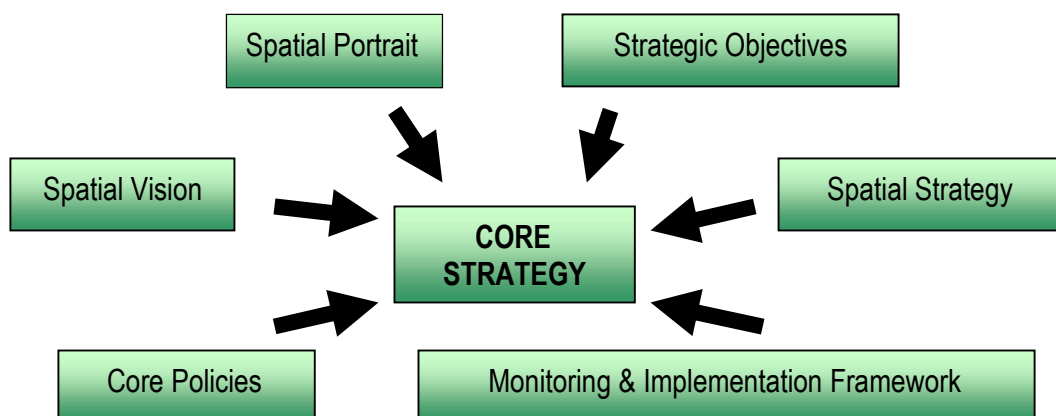 Spatial Portrait
Strategic Objectives
Spatial Vision
Spatial Strategy
CORE
STRATEGY
Core Policies
Monitoring & Implementation Framework